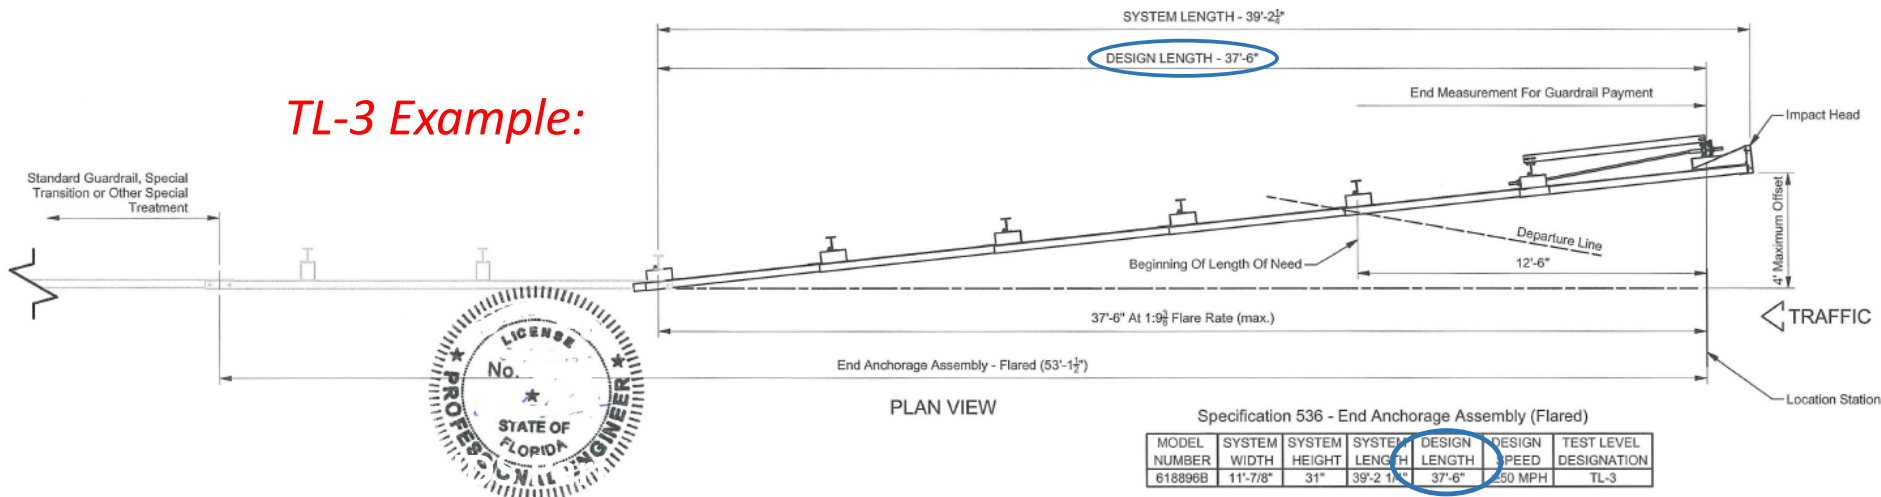 SYSTEM LENGTH - 39'-2¼"
DESIGN LENGTH - 37'-6"
End Measurement For Guardrail Payment
TL-3 Example:
Impact Head
Standard Guardrail, Special
Transition or Other Special
Treatment
4' Maximum Offset
Departure Line
Beginning Of Length Of Need
12'-6"
TRAFFIC
37'-6" At 1:9⅜ Flare Rate (max.)
End Anchorage Assembly - Flared (53'-1½")
LICENSE
No.
STATE OF
FLORIDA
PROFESSIONAL ENGINEER
PLAN VIEW
Location Station
Specification 536 - End Anchorage Assembly (Flared)
MODEL NUMBER SYSTEM WIDTH SYSTEM HEIGHT SYSTEM LENGTH DESIGN LENGTH DESIGN SPEED TEST LEVEL DESIGNATION
618896B 11'-7/8" 31" 39'-2 1/4" 37'-6" MPH TL-3